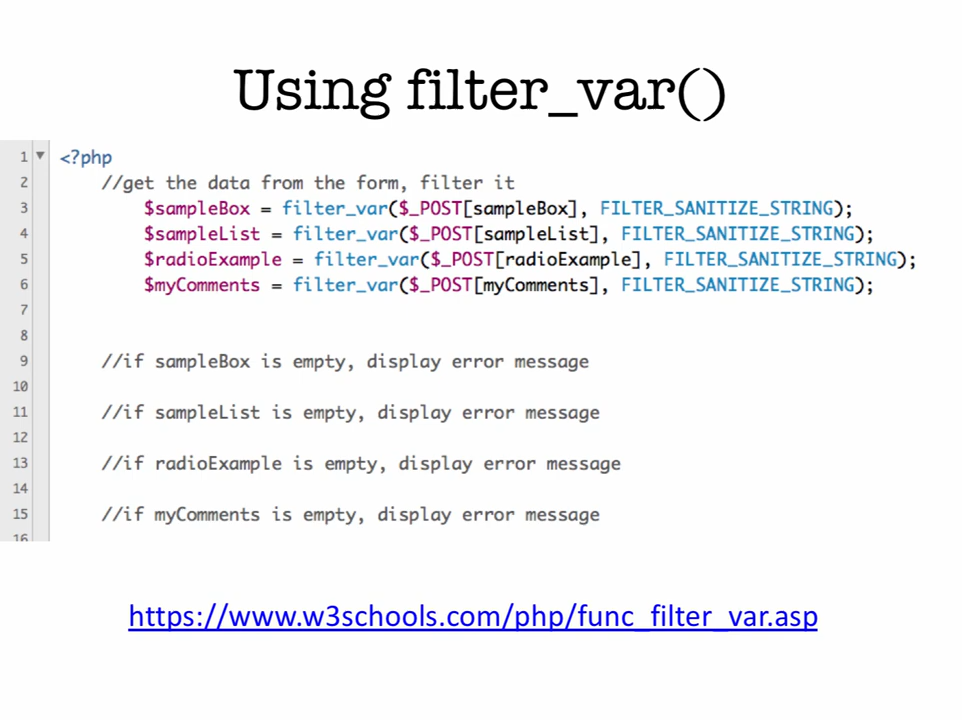 Using filter_var()
1 <?php
2 //get the data from the form, filter it
3 $sampleBox = filter_var($_POST[sampleBox], FILTER_SANITIZE_STRING);
4 $sampleList = filter_var($_POST[sampleList], FILTER_SANITIZE_STRING);
5 $radioExample = filter_var($_POST[radioExample], FILTER_SANITIZE_STRING);
6 $myComments = filter_var($_POST[myComments], FILTER_SANITIZE_STRING);
7
8
9 //if sampleBox is empty, display error message
10
11 //if sampleList is empty, display error message
12
13 //if radioExample is empty, display error message
14
15 //if myComments is empty, display error message
16
https://www.w3schools.com/php/func_filter_var.asp